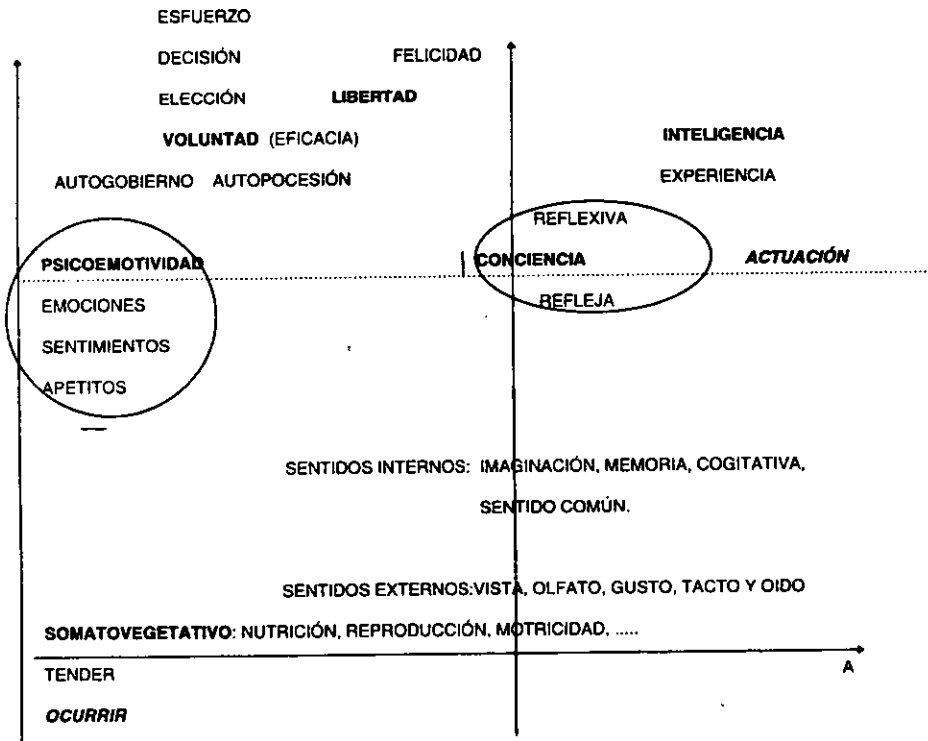 ESFUERZO
DECISIÓN FELICIDAD
ELECCIÓN LIBERTAD
VOLUNTAD (EFICACIA) INTELIGENCIA
AUTOGOBIERNO AUTOPOCESIÓN EXPERIENCIA
REFLEXIVA
PSICOEMOTIVIDAD CONCIENCIA ACTUACIÓN
EMOCIONES REFLEJA
SENTIMIENTOS
APETITOS
SENTIDOS INTERNOS: IMAGINACIÓN, MEMORIA, COGITATIVA,
SENTIDO COMÚN.
SENTIDOS EXTERNOS:VISTA, OLFATO, GUSTO, TACTO Y OIDO
SOMATOVEGETATIVO: NUTRICIÓN, REPRODUCCIÓN, MOTRICIDAD, .....
TENDER A
OCURRIR